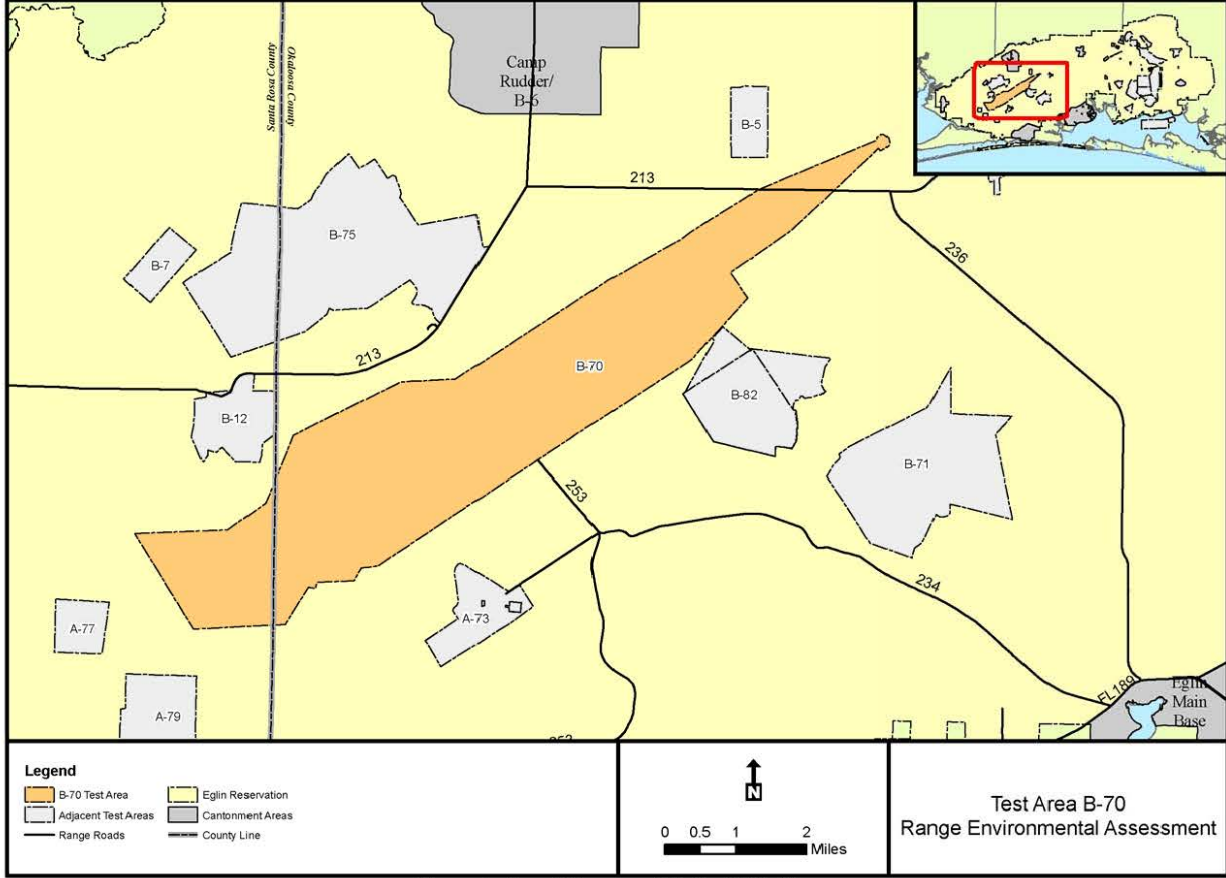 Santa Rosa County
Okaloosa County
Camp
Rudder/
B-6
B-5
213
B-75
B-7
236
213
B-70
B-12
B-82
B-71
253
234
A-73
A-77
A-79
FL189
Eglin
Main
Base
253
Legend
B-70 Test Area
Eglin Reservation
Adjacent Test Areas
Cantonment Areas
Range Roads
County Line
N
0 0.5 1 2
Miles
Test Area B-70
Range Environmental Assessment